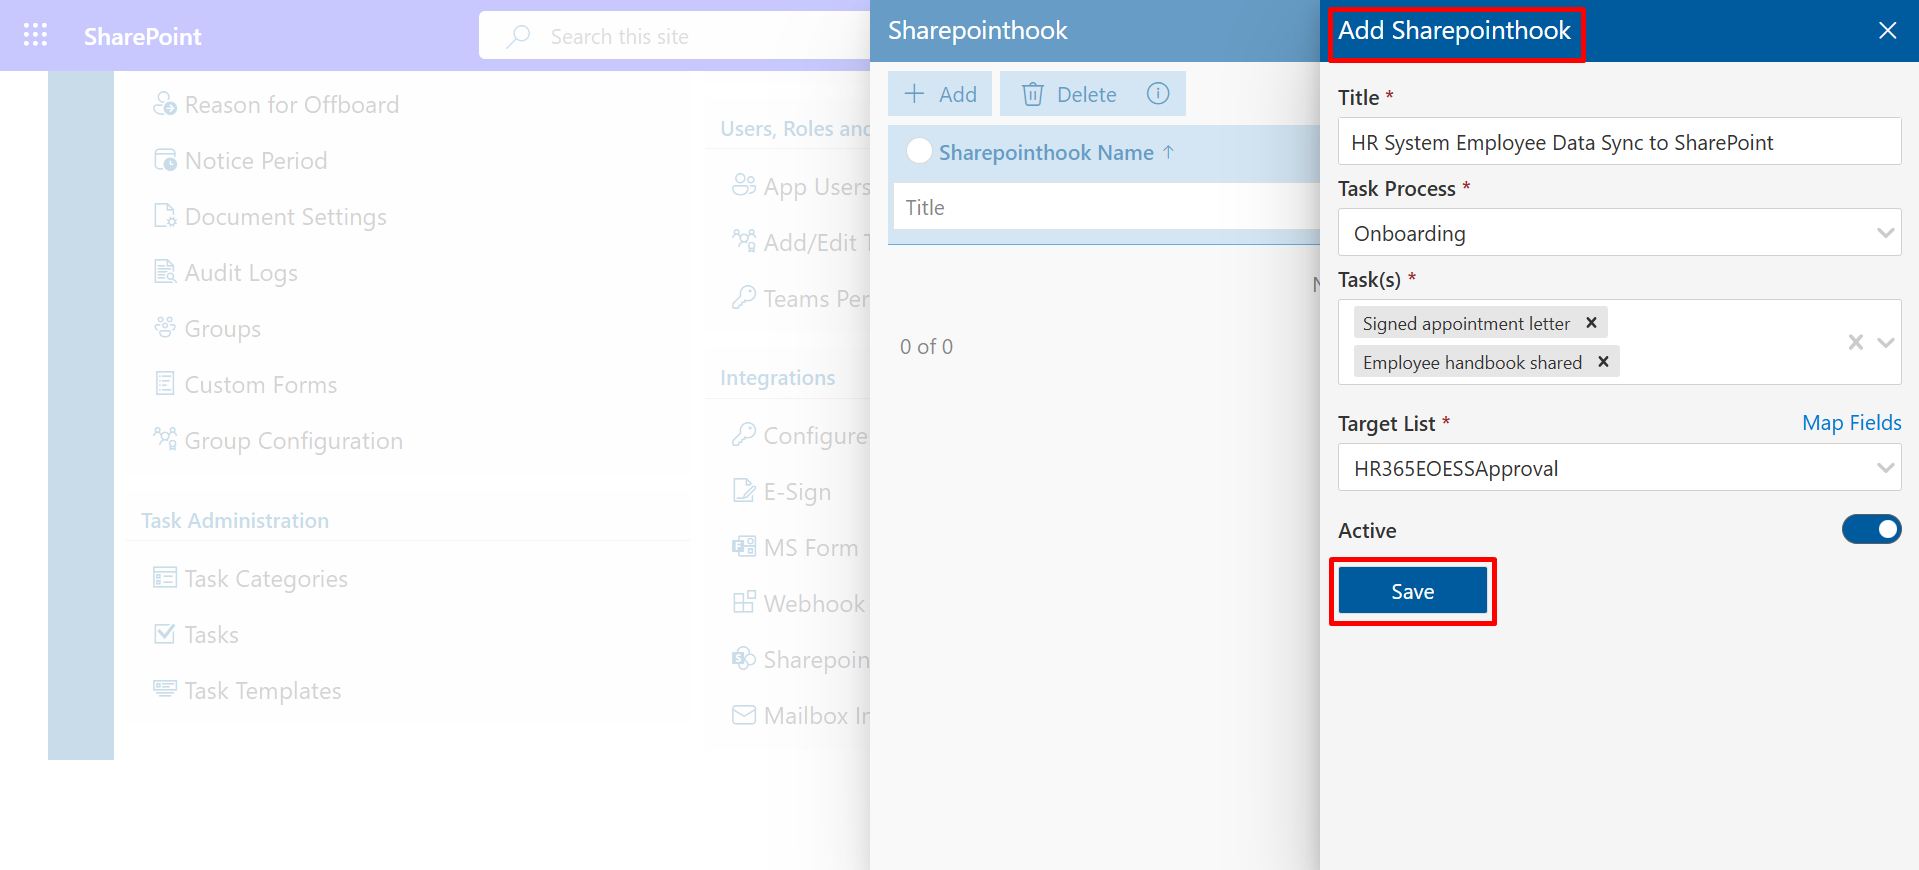 SharePoint
Search this site
Reason for Offboard
Notice Period
Document Settings
Audit Logs
Groups
Custom Forms
Group Configuration
Task Administration
Task Categories
Tasks
Task Templates
Users, Roles and
App Users
Add/Edit
Teams
Integrations
Configure
E-Sign
MS Form
Webhook
Mailbox
Sharepointhook
Add
Delete
Sharepointhook Name ↑
Title
0 of 0
Add Sharepointhook
Title *
HR System Employee Data Sync to SharePoint
Task Process *
Onboarding
Task(s) *
Signed appointment letter
Employee handbook shared
Target List *
Map Fields
HR365EOESSApproval
Active
Save